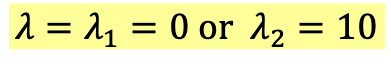 λ = λ₁ = 0 or λ₂ = 10